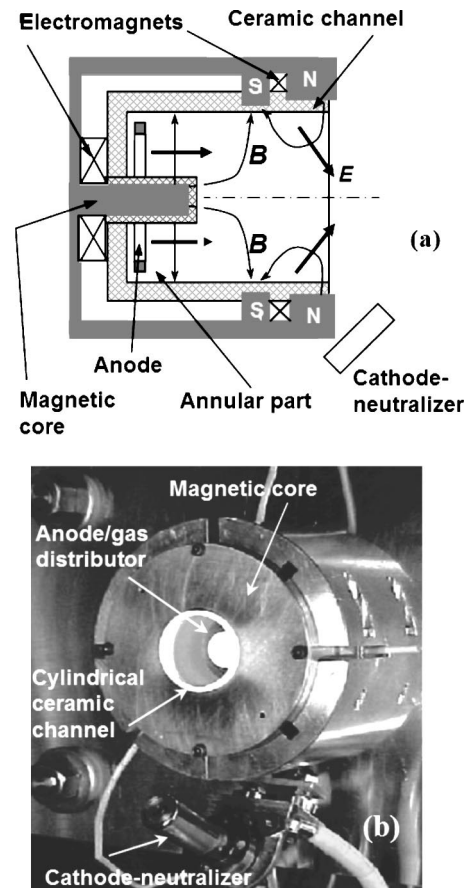 Electromagnets
Ceramic channel
S
N
B
E
(a)
B
S
N
Anode
Magnetic
core
Annular part
Cathode-
neutralizer
Magnetic core
Anode/gas
distributor
Cylindrical
ceramic
channel
(b)
Cathode-neutralizer